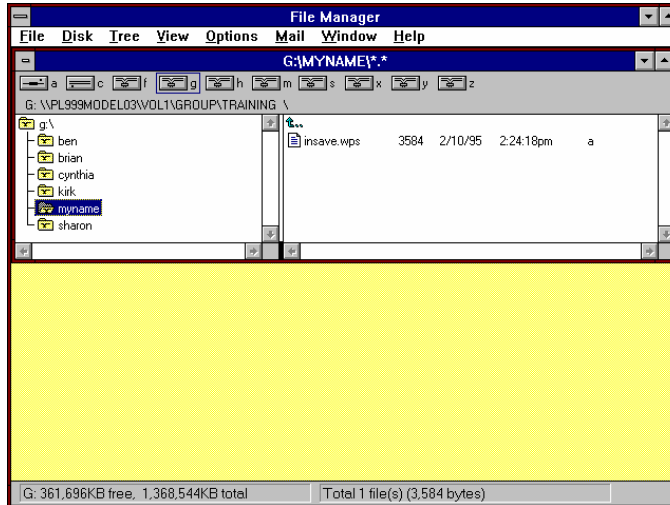 File Manager
File Disk Tree View Options Mail Window Help
G:\MYNAME\*.*
a c f g h m s x y z
G: \\PL999MODEL03\VOL1\GROUP\TRAINING \
g:\
ben
brian
cynthia
kirk
myname
sharon
..
insave.wps 3584 2/10/95 2:24:18pm a
G: 361,696KB free, 1,368,544KB total
Total 1 file(s) (3,584 bytes)